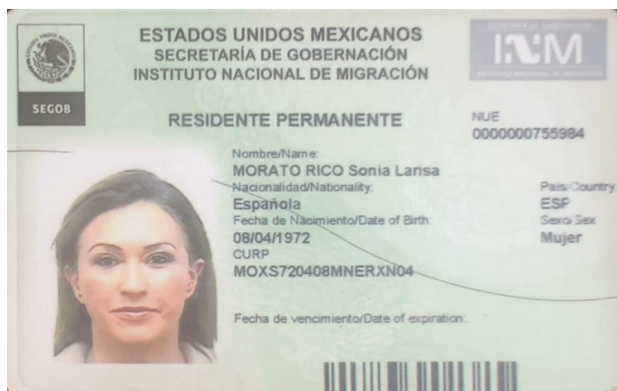 ESTADOS UNIDOS MEXICANOS
SECRETARÍA DE GOBERNACIÓN
INSTITUTO NACIONAL DE MIGRACIÓN
SEGOB
INM
RESIDENTE PERMANENTE
NUE
0000000755984
Nombre/Name:
MORATO RICO Sonia Larisa
Nacionalidad/Nationality:
País/Country
Española
ESP
Fecha de Nacimiento/Date of Birth:
Sexo/Sex
08/04/1972
Mujer
CURP
MOXS720408MNERXN04
Fecha de vencimiento/Date of expiration: